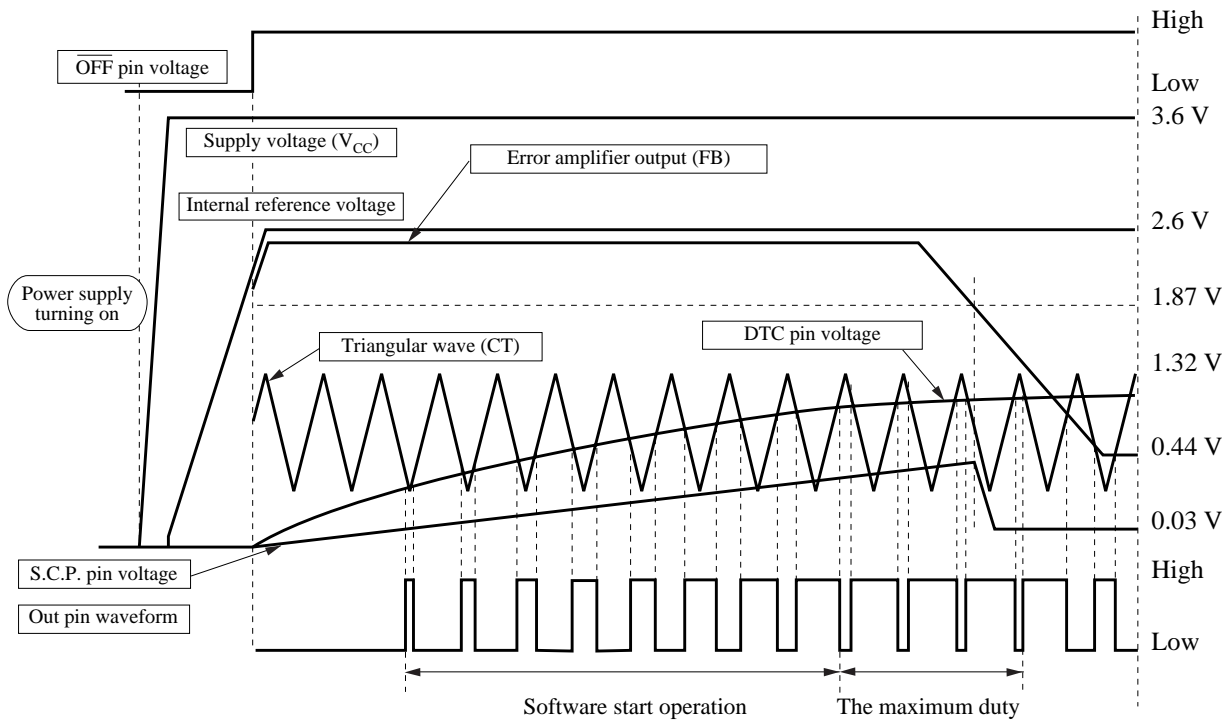 High
OFF pin voltage
Low
3.6 V
Supply voltage (VCC)
Error amplifier output (FB)
Internal reference voltage
2.6 V
Power supply
turning on
1.87 V
Triangular wave (CT)
DTC pin voltage
1.32 V
0.44 V
0.03 V
S.C.P. pin voltage
High
Out pin waveform
Low
Software start operation
The maximum duty